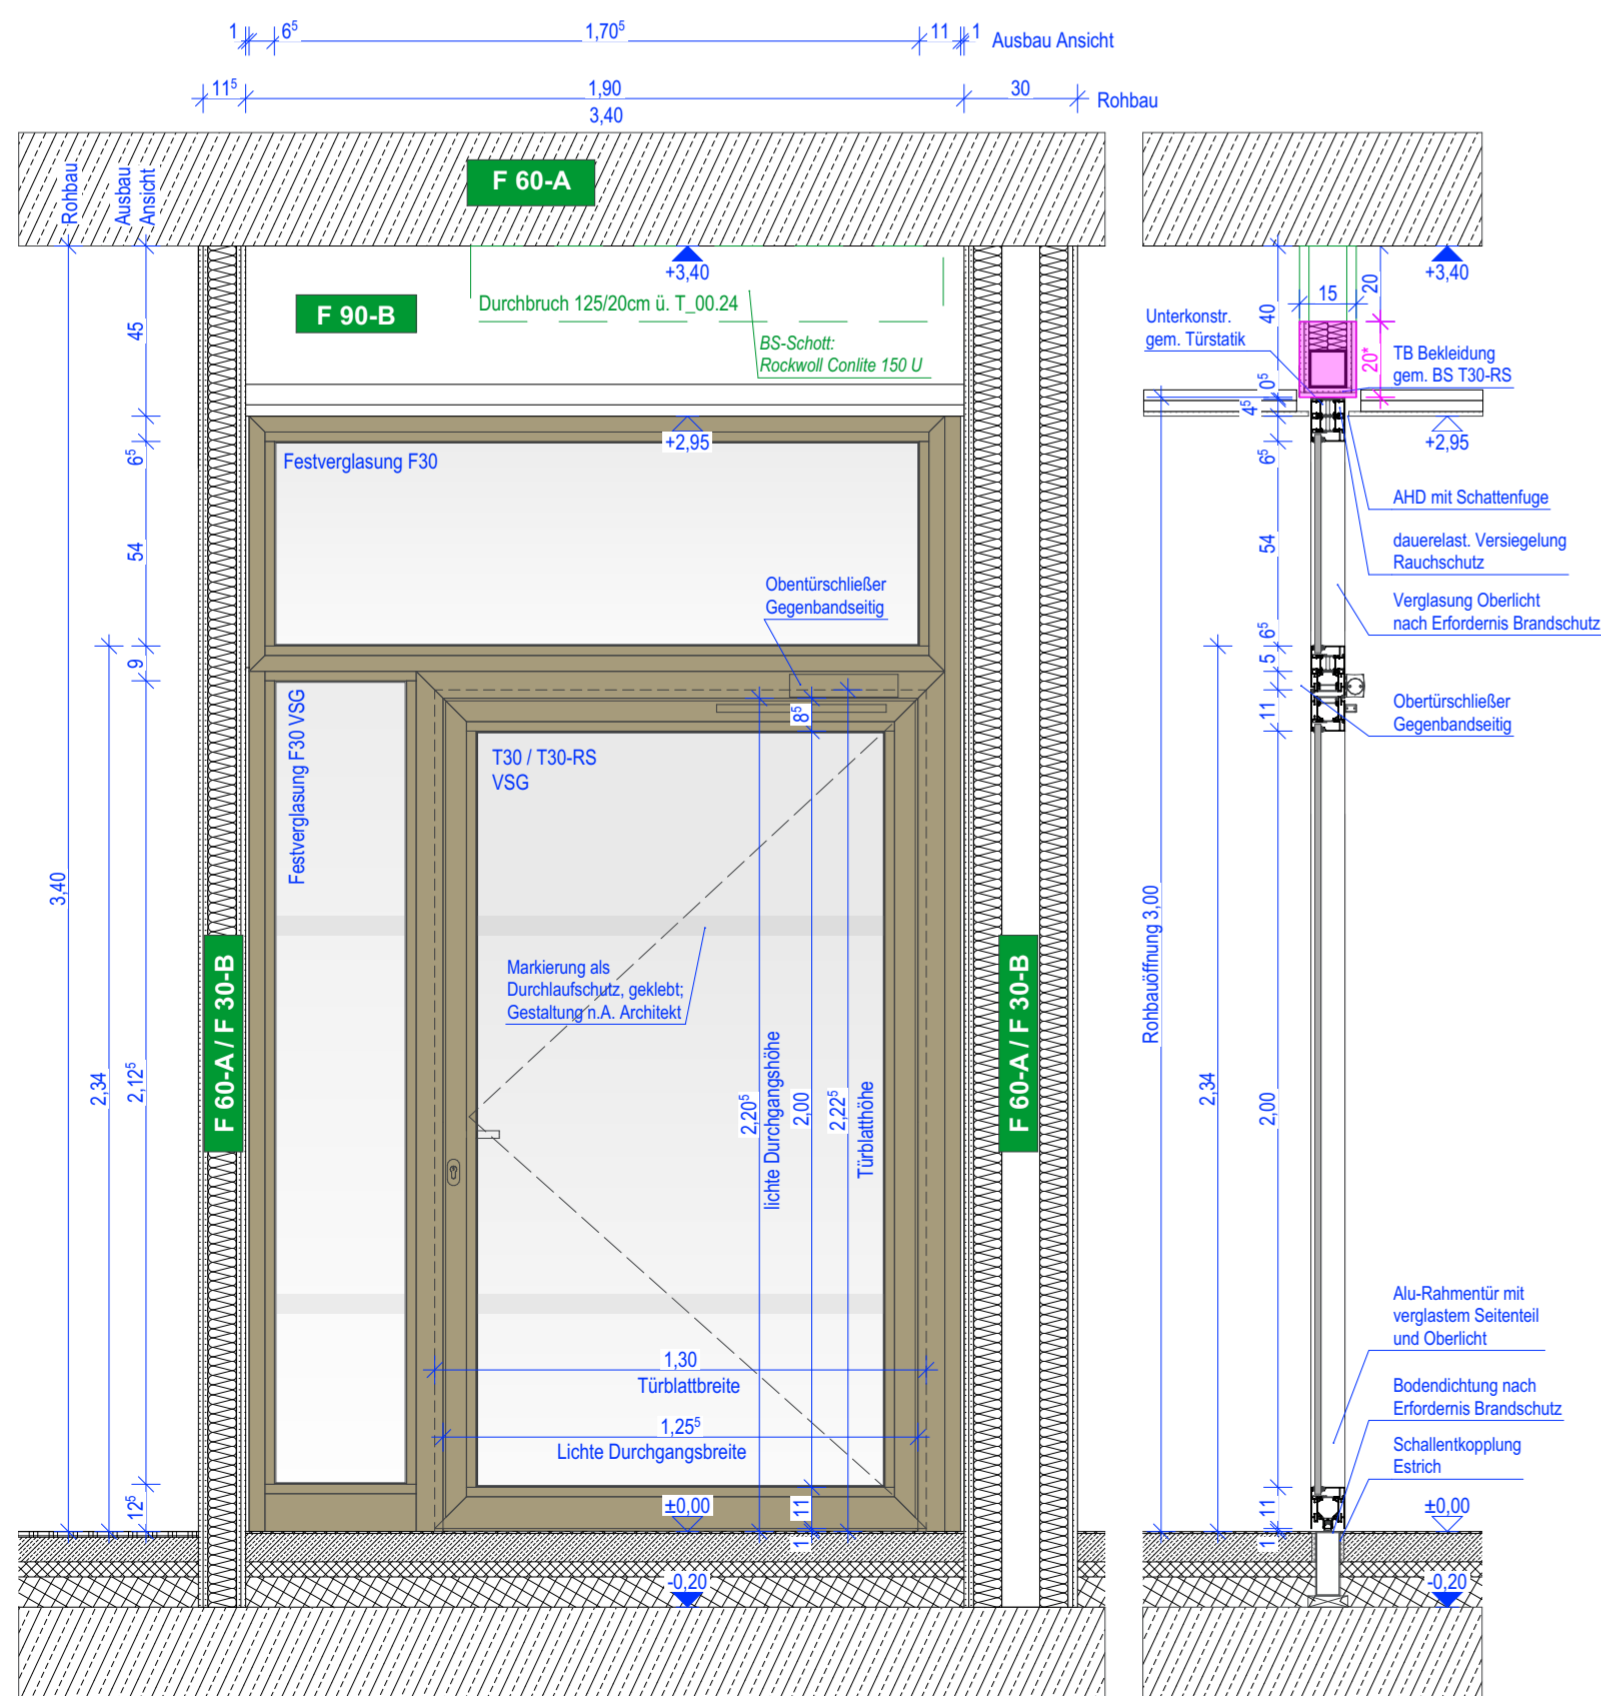 1
6⁵
1,70⁵
11
1
Ausbau Ansicht
11⁵
1,90
3,40
30
Rohbau
F 60-A
Rohbau
Ausbau
Ansicht
+3,40
Durchbruch 125/20cm ü. T_00.24
F 90-B
BS-Schott:
Rockwoll Conlite 150 U
45
+2,95
6⁵
Festverglasung F30
54
Obentürschließer
Gegenbandseitig
9
8⁵
Festverglasung F30 VSG
T30 / T30-RS
VSG
3,40
2,34
2,12⁵
F 60-A / F 30-B
Markierung als
Durchlaufschutz, geklebt;
Gestaltung n.A. Architekt
2,20⁵
lichte Durchgangshöhe
2,00
2,22⁵
Türblatthöhe
F 60-A / F 30-B
1,30
Türblattbreite
1,25⁵
Lichte Durchgangsbreite
12⁵
±0,00
11
1
-0,20
+3,40
20
15
40
Unterkonstr.
gem. Türstatik
20*
TB Bekleidung
gem. BS T30-RS
0⁵
4⁵
+2,95
6⁵
AHD mit Schattenfuge
54
dauerelast. Versiegelung
Rauchschutz
Verglasung Oberlicht
nach Erfordernis Brandschutz
6⁵
5
11
Obertürschließer
Gegenbandseitig
Rohbauöffnung 3,00
2,34
2,00
Alu-Rahmentür mit
verglastem Seitenteil
und Oberlicht
Bodendichtung nach
Erfordernis Brandschutz
Schallentkopplung
Estrich
11
1
±0,00
-0,20